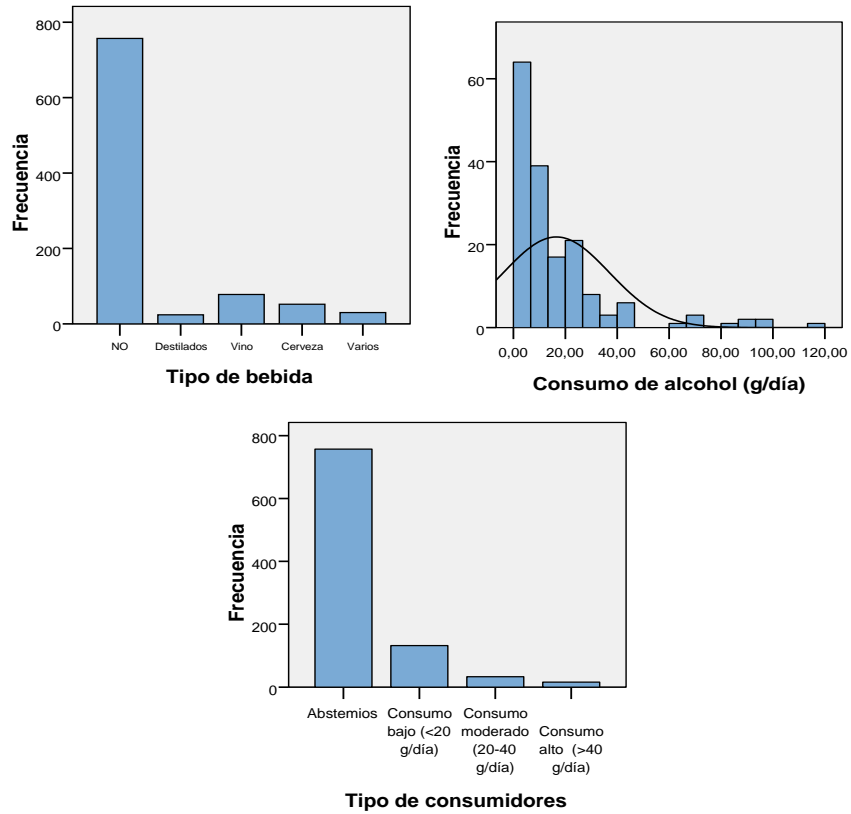 800
600
400
200
0
Frecuencia
NO
Destilados
Vino
Cerveza
Varios
Tipo de bebida
60
40
20
0
Frecuencia
0,00
20,00
40,00
60,00
80,00
100,00
120,00
Consumo de alcohol (g/día)
800
600
400
200
0
Frecuencia
Abstemios
Consumo
bajo (<20
g/día)
Consumo
moderado
(20-40
g/día)
Consumo
alto (>40
g/día)
Tipo de consumidores